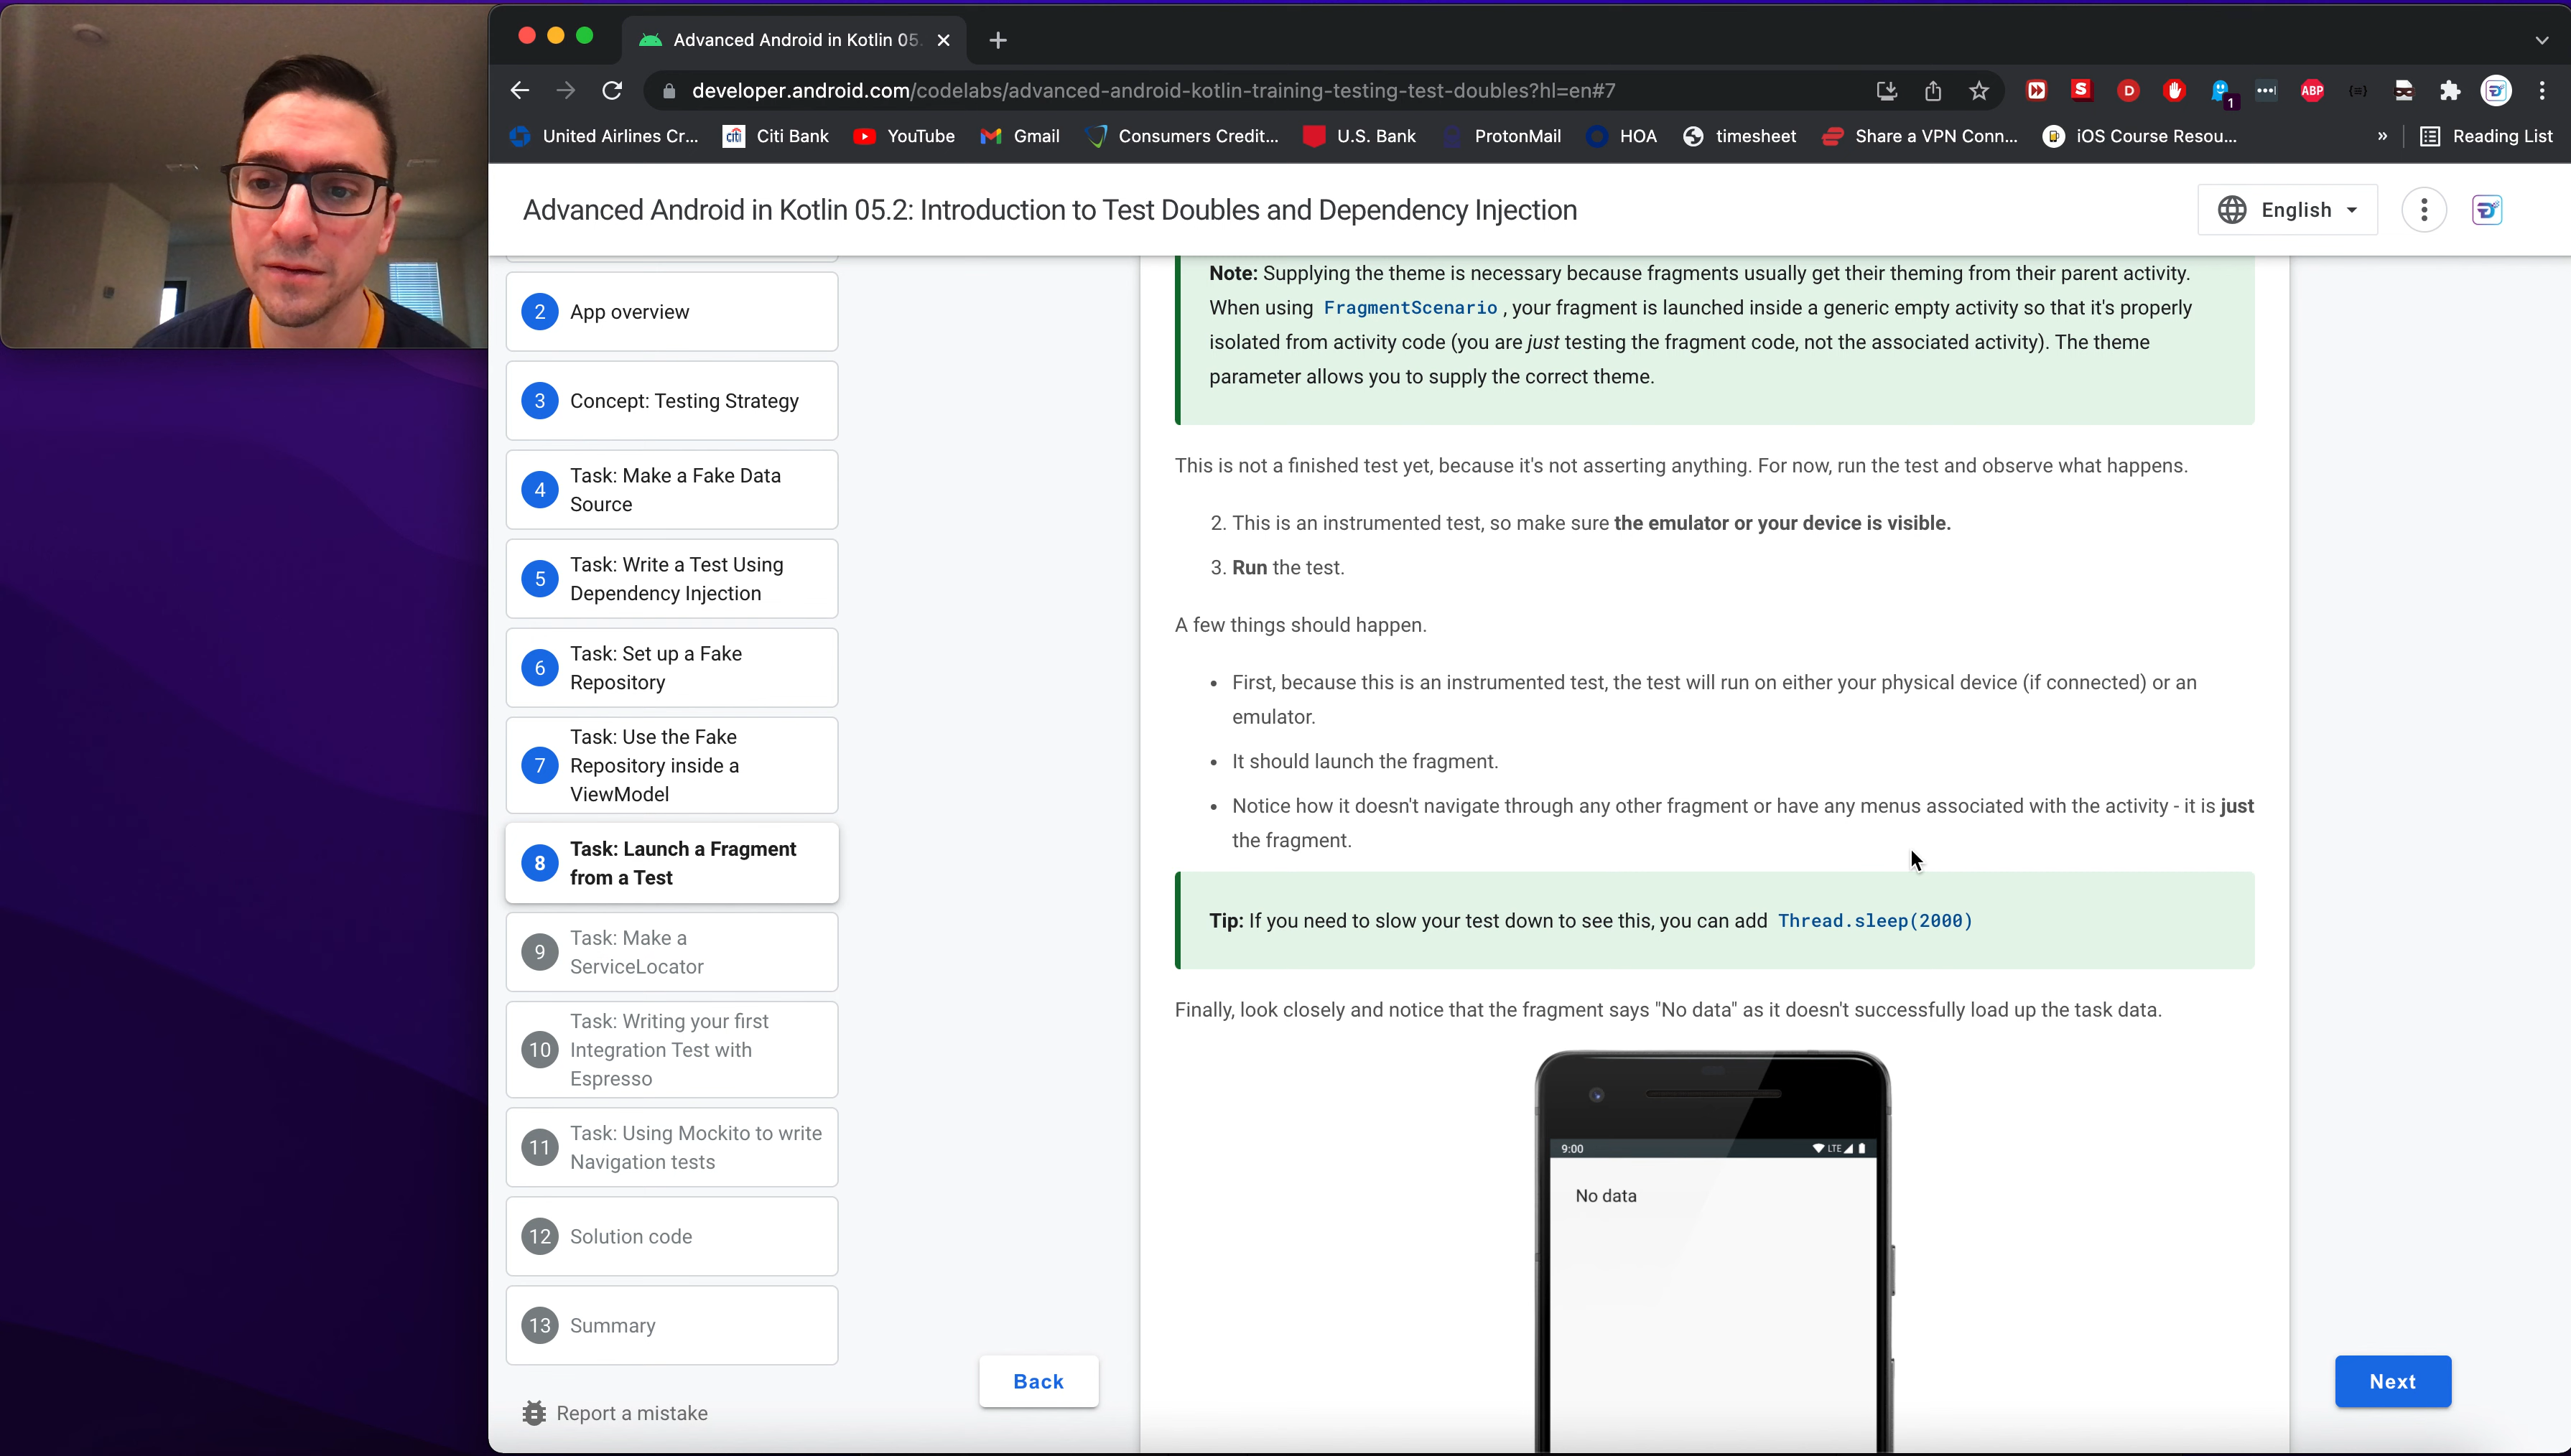 Advanced Android in Kotlin 05.
developer.android.com/codelabs/advanced-android-kotlin-training-testing-test-doubles?hl=en#7
S
D
1
ABP
United Airlines Cr...
citi
Citi Bank
YouTube
Gmail
Consumers Credit...
U.S. Bank
ProtonMail
HOA
timesheet
Share a VPN Conn...
iOS Course Resou...
»
Reading List
Advanced Android in Kotlin 05.2: Introduction to Test Doubles and Dependency Injection
English
2 App overview
3 Concept: Testing Strategy
4 Task: Make a Fake Data
Source
5 Task: Write a Test Using
Dependency Injection
6 Task: Set up a Fake
Repository
7 Task: Use the Fake
Repository inside a
ViewModel
8 Task: Launch a Fragment
from a Test
9 Task: Make a
ServiceLocator
10 Task: Writing your first
Integration Test with
Espresso
11 Task: Using Mockito to write
Navigation tests
12 Solution code
13 Summary
Report a mistake
Note: Supplying the theme is necessary because fragments usually get their theming from their parent activity.
When using FragmentScenario, your fragment is launched inside a generic empty activity so that it's properly
isolated from activity code (you are just testing the fragment code, not the associated activity). The theme
parameter allows you to supply the correct theme.
This is not a finished test yet, because it's not asserting anything. For now, run the test and observe what happens.
2. This is an instrumented test, so make sure the emulator or your device is visible.
3. Run the test.
A few things should happen.
• First, because this is an instrumented test, the test will run on either your physical device (if connected) or an
emulator.
• It should launch the fragment.
• Notice how it doesn't navigate through any other fragment or have any menus associated with the activity - it is just
the fragment.
Tip: If you need to slow your test down to see this, you can add Thread.sleep(2000)
Finally, look closely and notice that the fragment says "No data" as it doesn't successfully load up the task data.
9:00
LTE
No data
Back
Next